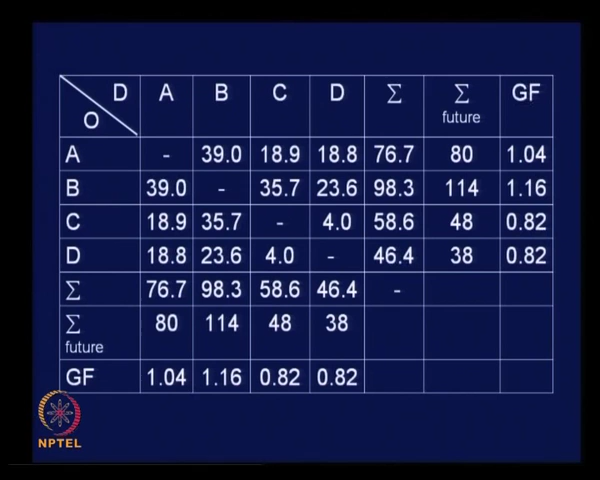 D A B C D Σ Σ future GF
O
A - 39.0 18.9 18.8 76.7 80 1.04
B 39.0 - 35.7 23.6 98.3 114 1.16
C 18.9 35.7 - 4.0 58.6 48 0.82
D 18.8 23.6 4.0 - 46.4 38 0.82
Σ 76.7 98.3 58.6 46.4 -
Σ future 80 114 48 38
GF 1.04 1.16 0.82 0.82
NPTEL